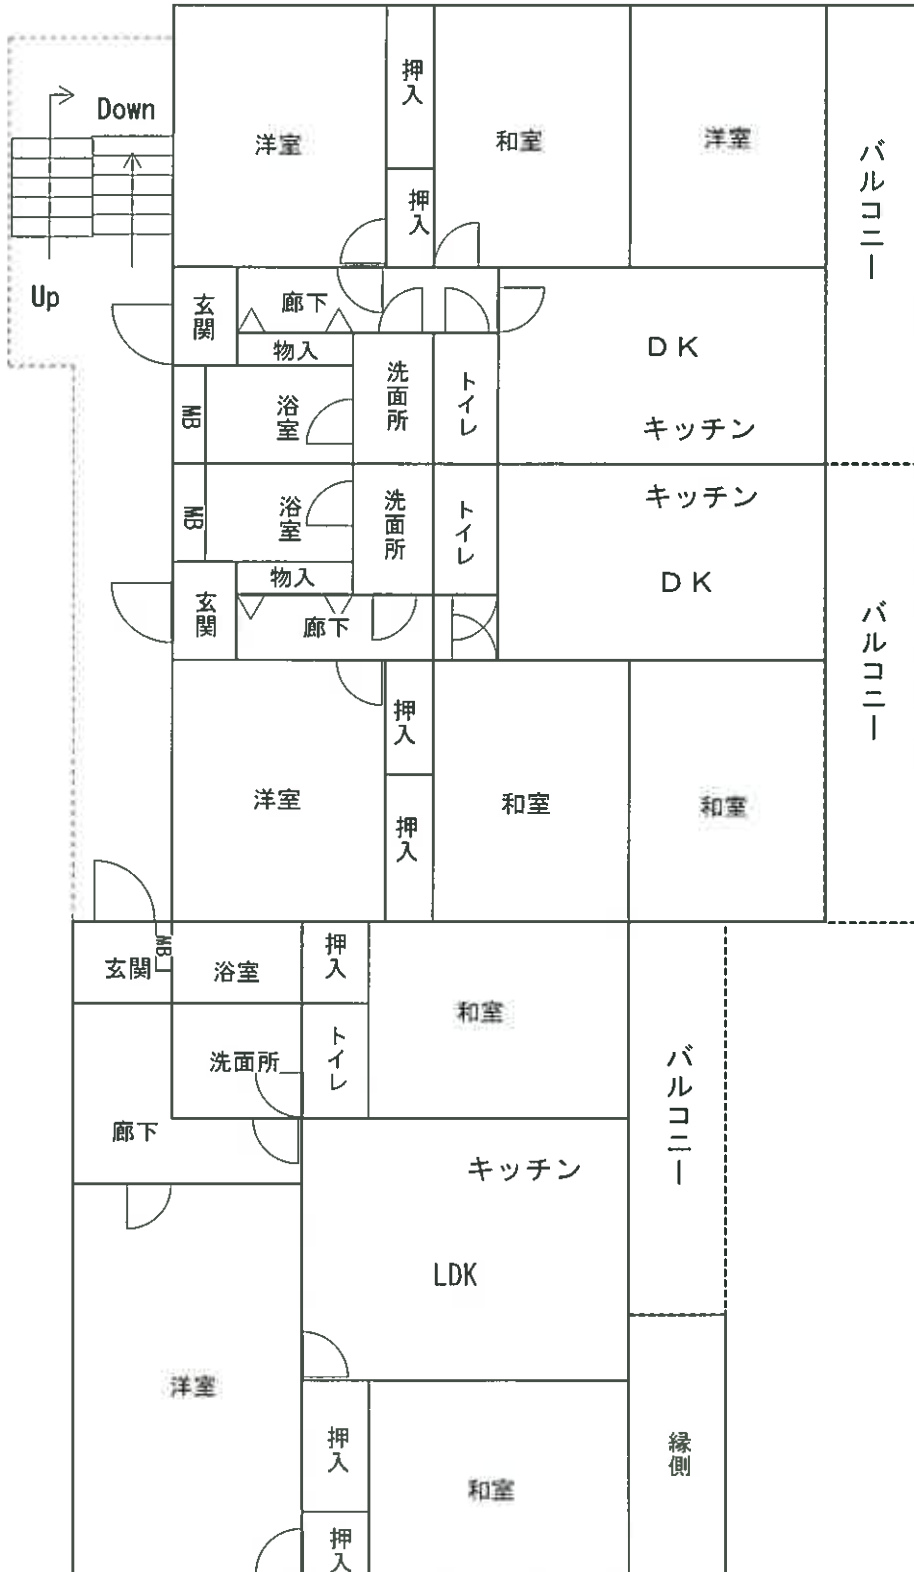 Down
Up
洋室
押入
押入
和室
洋室
バルコニー
玄関
廊下
物入
MB
浴室
洗面所
トイレ
DK
キッチン
MB
浴室
洗面所
トイレ
キッチン
DK
物入
玄関
廊下
バルコニー
洋室
押入
押入
和室
和室
玄関
MB
浴室
押入
和室
洗面所
トイレ
廊下
バルコニー
キッチン
LDK
洋室
押入
押入
和室
縁側